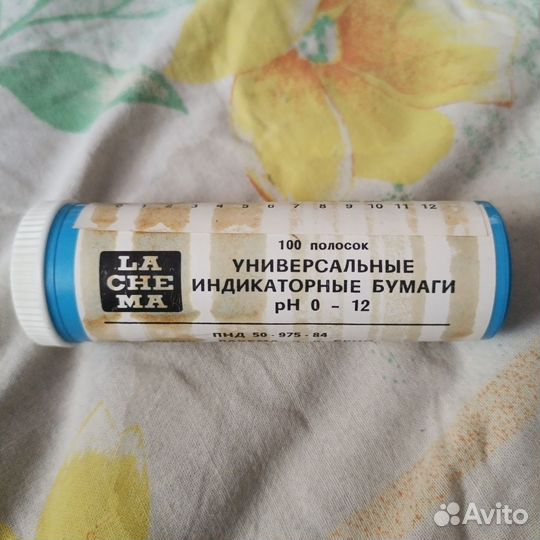 0 1 2 3 4 5 6 7 8 9 10 11 12
LA
CHE
MA
100 полосок
УНИВЕРСАЛЬНЫЕ
ИНДИКАТОРНЫЕ БУМАГИ
pH 0 - 12
ПНД 50-975-84
Avito